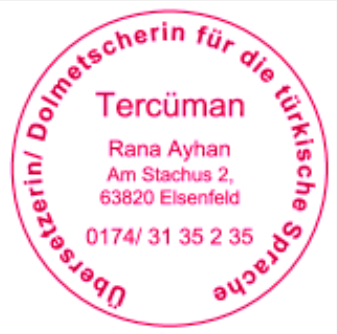 Übersetzerin/ Dolmetscherin für die türkische Sprache
Tercüman
Rana Ayhan
Am Stachus 2,
63820 Elsenfeld
0174/ 31 35 2 35